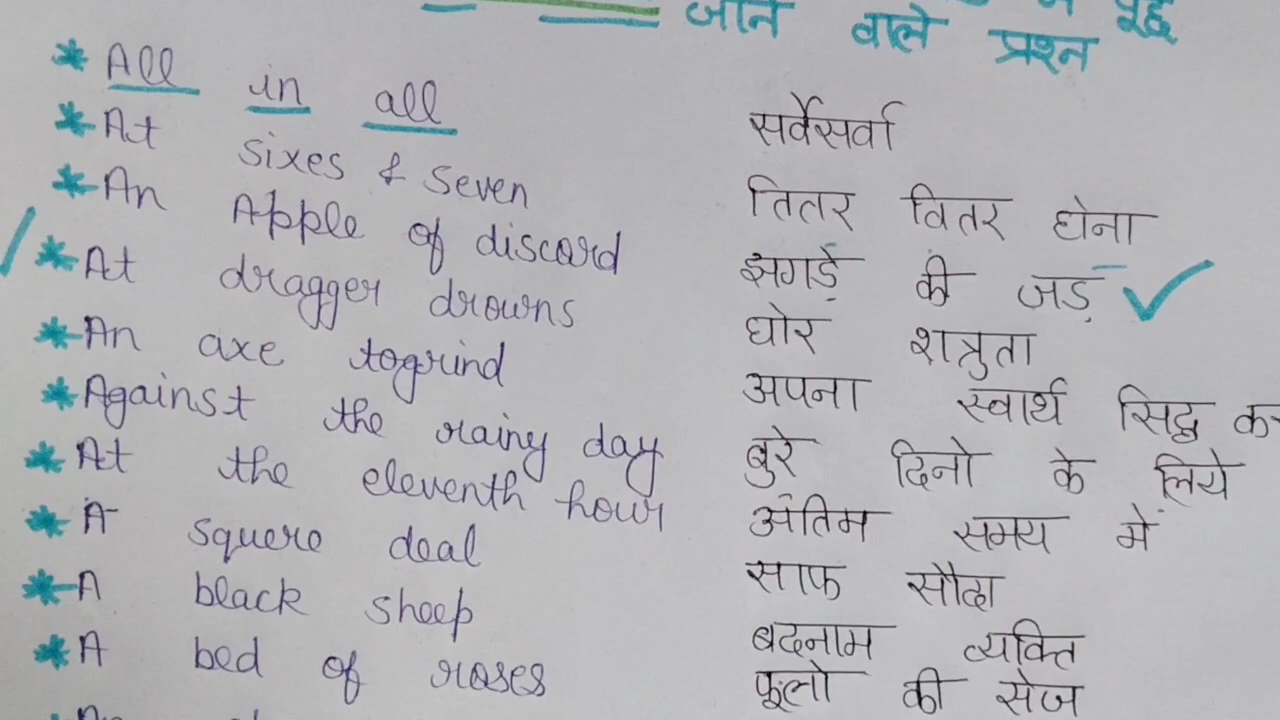 जाने वाले प्रश्न
All in all सर्वेसर्वा
At sixes & seven तितर वितर होना
An Apple of discord झगड़े की जड़
At dragger drowns घोर शत्रुता
An axe togrind अपना स्वार्थ सिद्ध
Against the rainy day बुरे दिनो के लिये
At the eleventh hour अंतिम समय में
A squere deal साफ सौदा
A black sheep बदनाम व्यक्ति
A bed of roses फूलो की सेज